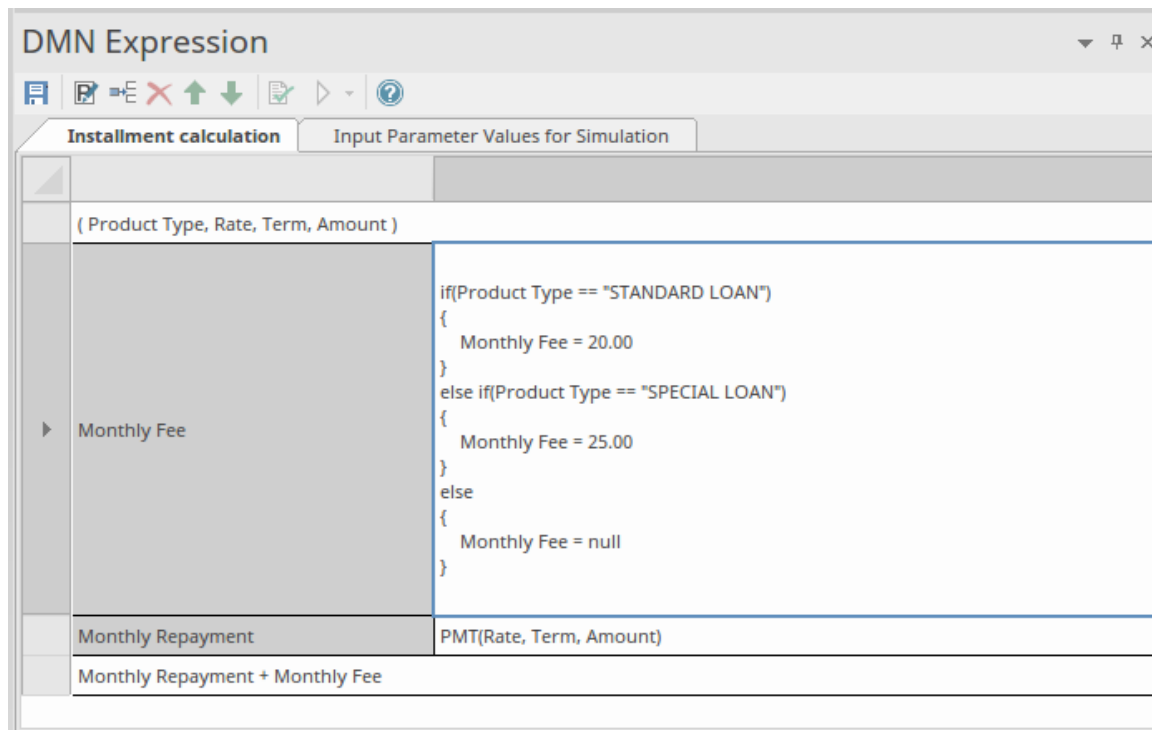 DMN Expression
Installment calculation
Input Parameter Values for Simulation
( Product Type, Rate, Term, Amount )
Monthly Fee
if(Product Type == "STANDARD LOAN")
{
    Monthly Fee = 20.00
}
else if(Product Type == "SPECIAL LOAN")
{
    Monthly Fee = 25.00
}
else
{
    Monthly Fee = null
}
Monthly Repayment
PMT(Rate, Term, Amount)
Monthly Repayment + Monthly Fee